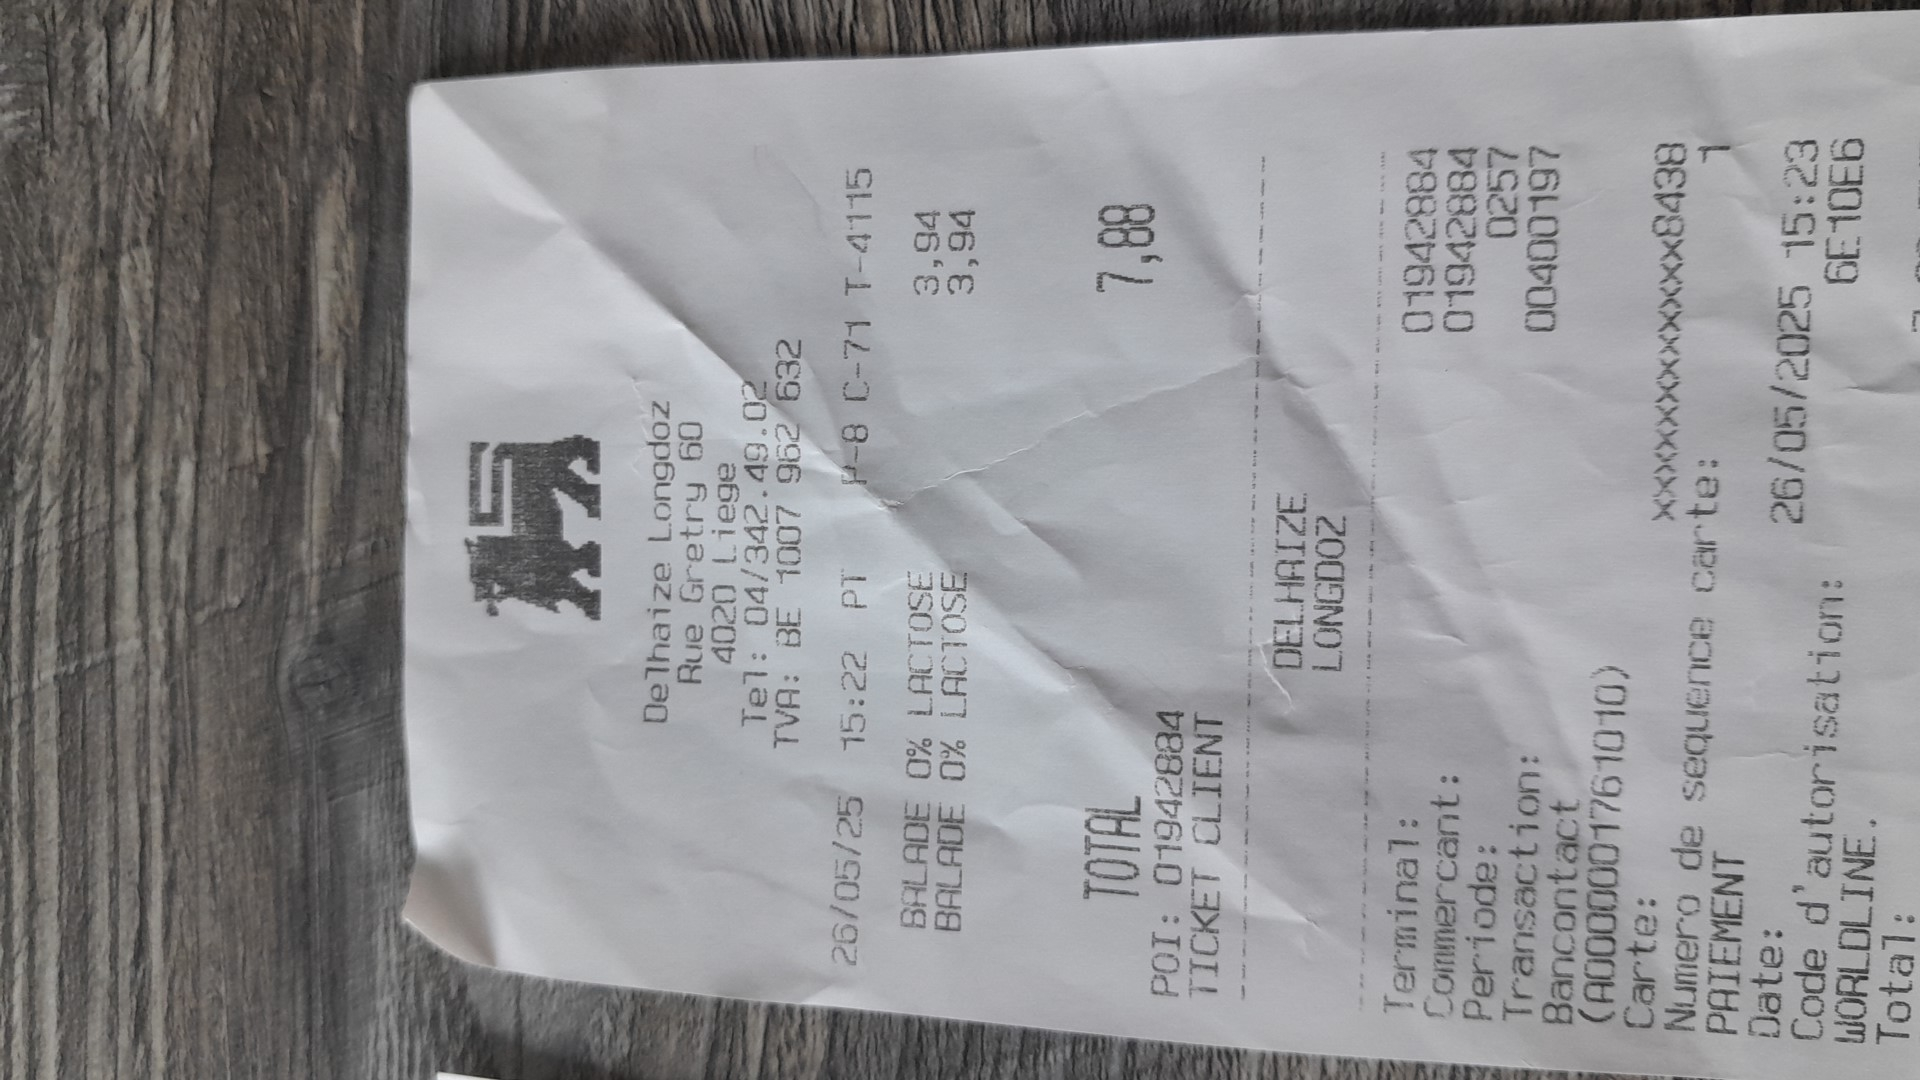 Delhaize Longdoz
Rue Gretry 60
4020 Liege
Tel: 04/342.49.02
TVA: BE 1007 962 632
26/05/25 15:22 PT P-8 C-71 T-4115
BALADE 0% LACTOSE 3,94
BALADE 0% LACTOSE 3,94
TOTAL 7,88
POI: 01942884
TICKET CLIENT
DELHAIZE
LONGDOZ
Terminal: 01942884
Commercant: 01942884
Periode: 0257
Transaction: 00400197
Bancontact
(A000001761010)
Carte: xxxxxxxxxxxxx8438
Numero de sequence carte: 1
PAIEMENT
Date: 26/05/2025 15:23
Code d'autorisation: 6E10E6
WORLDLINE.
Total: